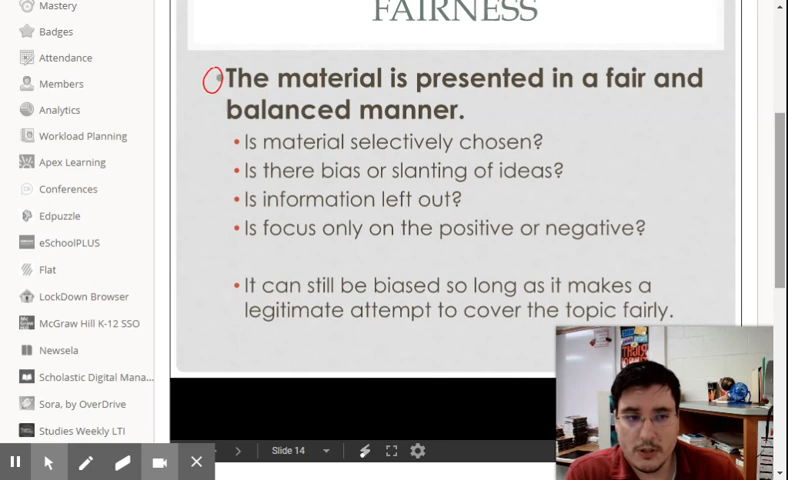 Mastery
Badges
Attendance
Members
Analytics
Workload Planning
Apex Learning
Conferences
Edpuzzle
eSchoolPLUS
Flat
LockDown Browser
McGraw Hill K-12 SSO
Newsela
Scholastic Digital Mana...
Sora, by OverDrive
Studies Weekly LTI
FAIRNESS
The material is presented in a fair and
balanced manner.
• Is material selectively chosen?
• Is there bias or slanting of ideas?
• Is information left out?
• Is focus only on the positive or negative?
• It can still be biased so long as it makes a
legitimate attempt to cover the topic fairly.
Slide 14